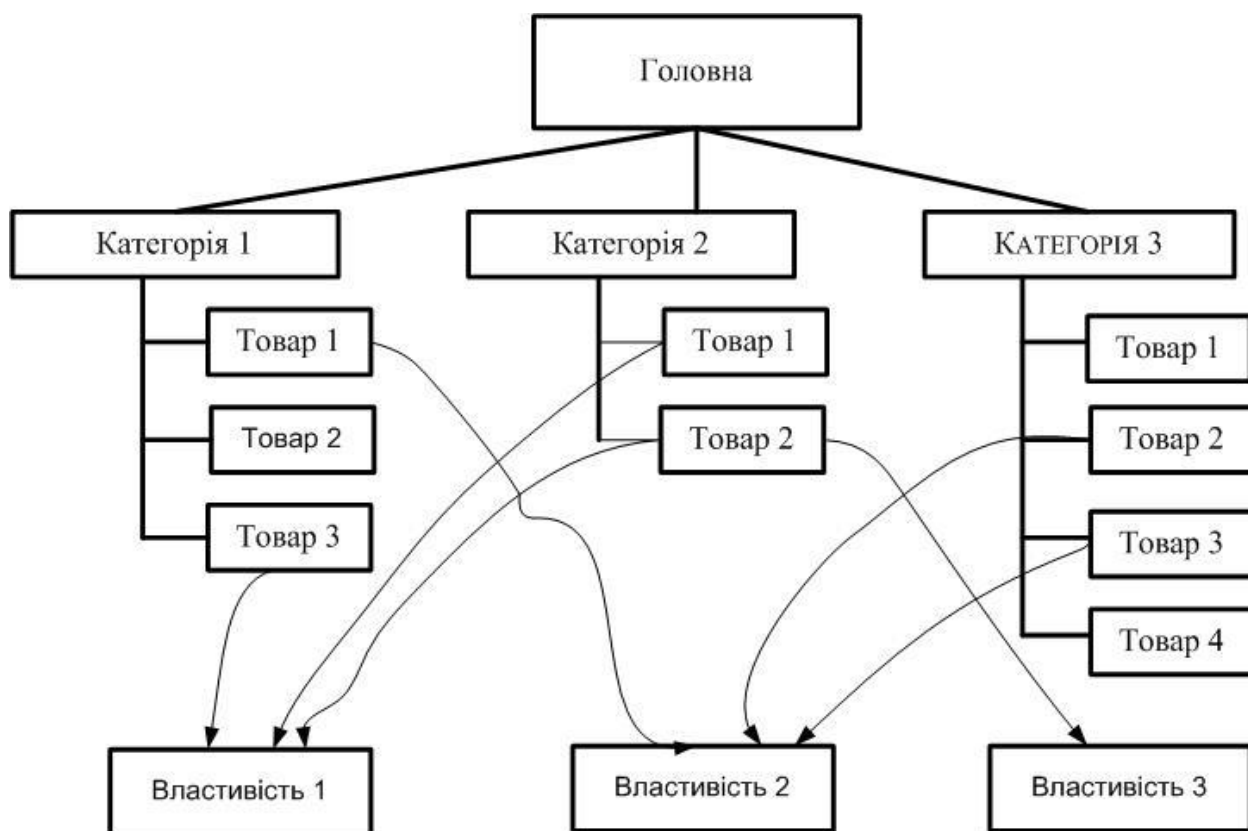 Головна
Категорія 1
Категорія 2
КАТЕГОРІЯ 3
Товар 1
Товар 1
Товар 1
Товар 2
Товар 2
Товар 2
Товар 3
Товар 3
Товар 4
Властивість 1
Властивість 2
Властивість 3